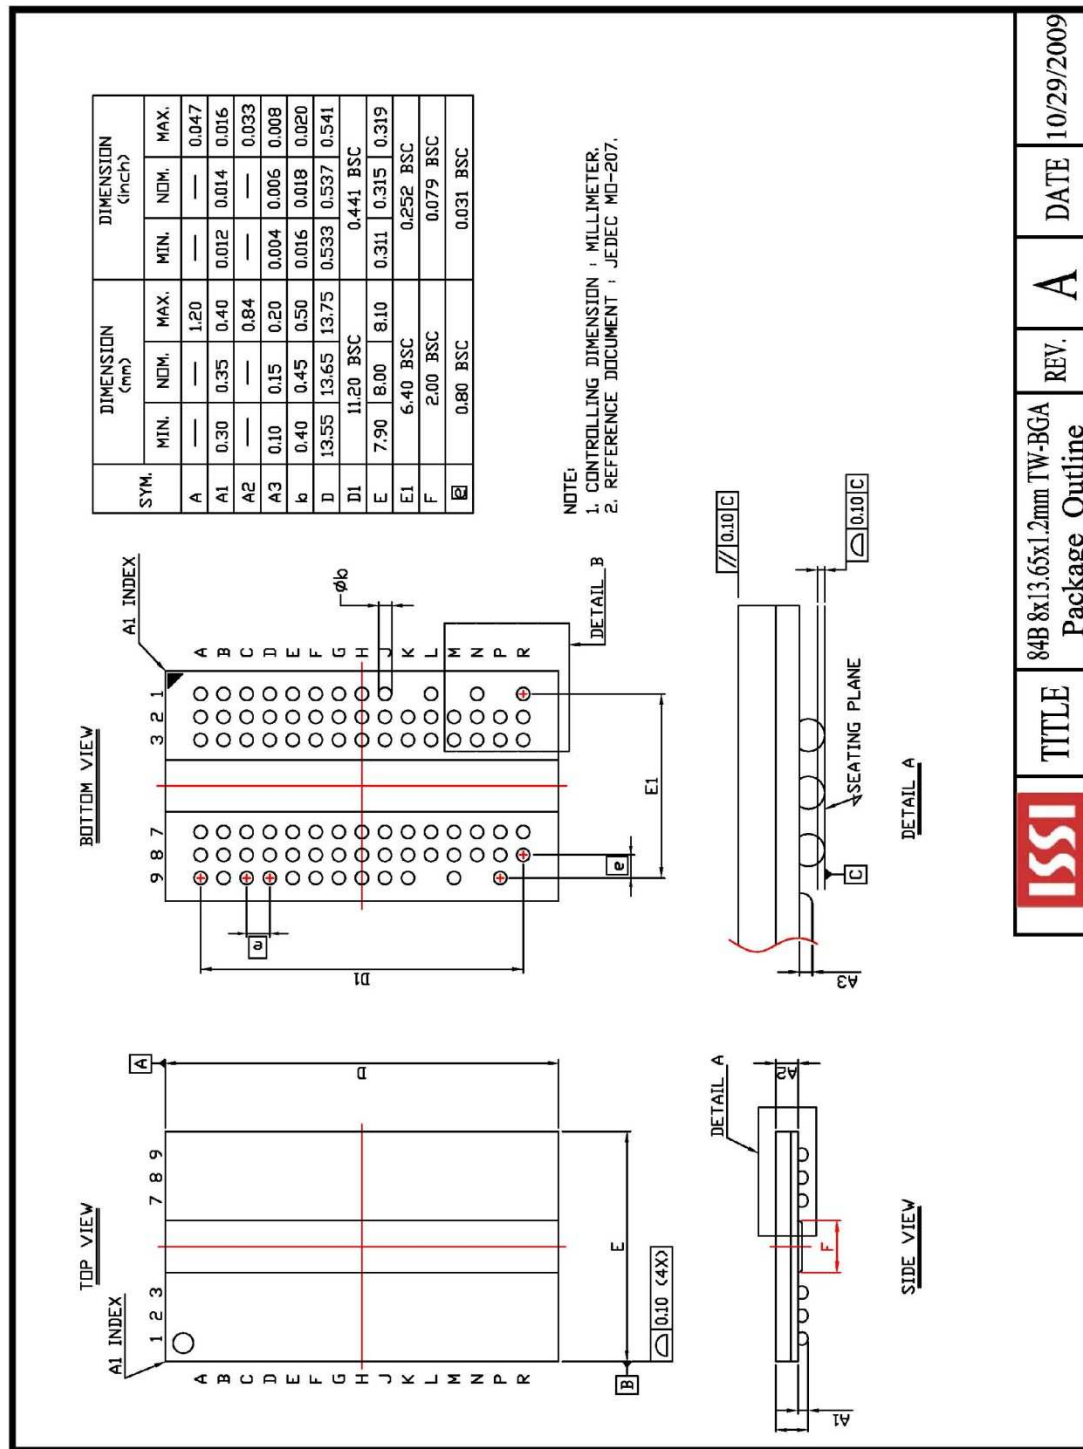 TOP VIEW
A1 INDEX
1 2 3 7 8 9
A
B
C
D
E
F
G
H
J
K
L
M
N
P
R
A
D
E
B
0.10 (4X)
BOTTOM VIEW
A1 INDEX
9 8 7 3 2 1
A
B
C
D
E
F
G
H
J
K
L
M
N
P
R
e
D1
e
E1
Øb
DETAIL B
SYM. DIMENSION (mm) DIMENSION (inch)
MIN. NOM. MAX. MIN. NOM. MAX.
A — — 1.20 — — 0.047
A1 0.30 0.35 0.40 0.012 0.014 0.016
A2 — — 0.84 — — 0.033
A3 0.10 0.15 0.20 0.004 0.006 0.008
b 0.40 0.45 0.50 0.016 0.018 0.020
D 13.55 13.65 13.75 0.533 0.537 0.541
D1 11.20 BSC 0.441 BSC
E 7.90 8.00 8.10 0.311 0.315 0.319
E1 6.40 BSC 0.252 BSC
F 2.00 BSC 0.079 BSC
e 0.80 BSC 0.031 BSC
NOTE:
1. CONTROLLING DIMENSION : MILLIMETER.
2. REFERENCE DOCUMENT : JEDEC MO-207.
DETAIL A
A2
A1
F
SIDE VIEW
// 0.10 C
0.10 C
SEATING PLANE
C
A3
DETAIL A
ISSI
TITLE
84B 8x13.65x1.2mm TW-BGA
Package Outline
REV.
A
DATE
10/29/2009